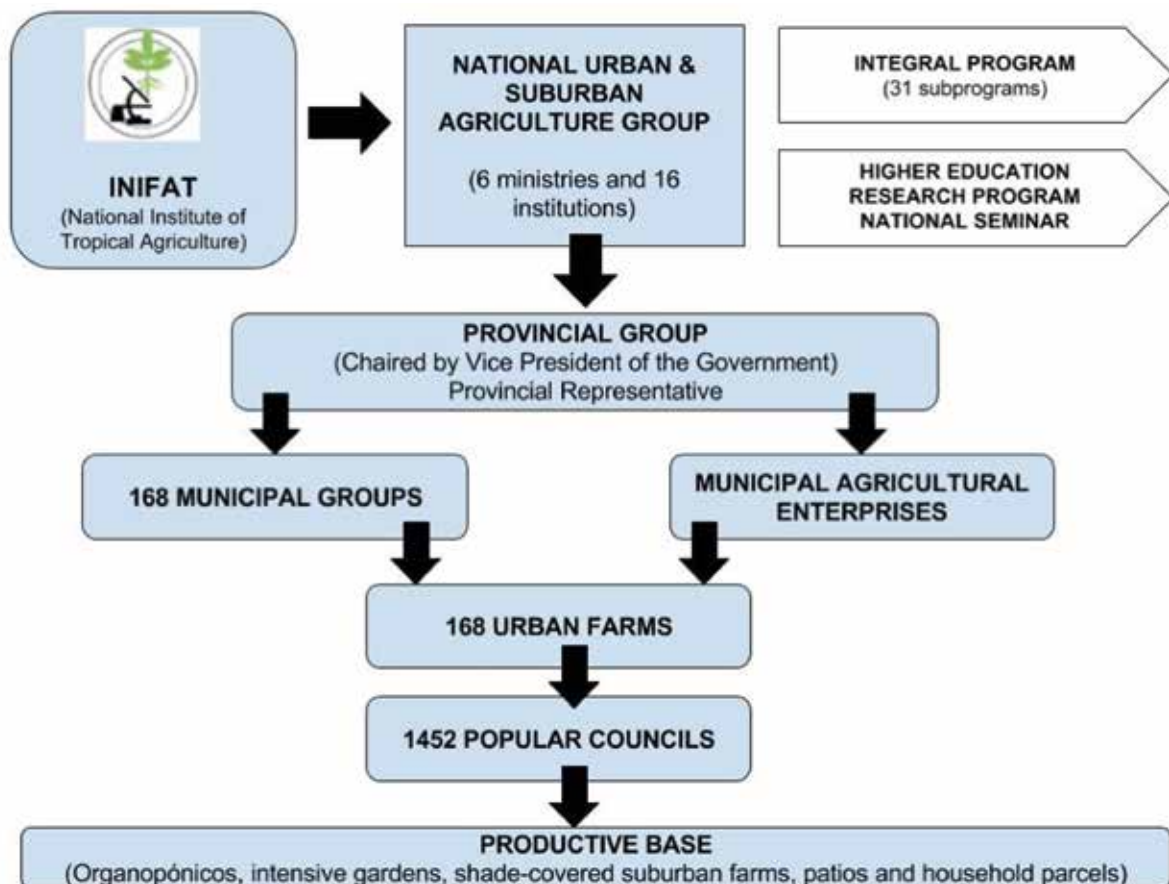 INIFAT
(National Institute of
Tropical Agriculture)
NATIONAL URBAN &
SUBURBAN
AGRICULTURE GROUP
(6 ministries and 16
institutions)
INTEGRAL PROGRAM
(31 subprograms)
HIGHER EDUCATION
RESEARCH PROGRAM
NATIONAL SEMINAR
PROVINCIAL GROUP
(Chaired by Vice President of the Government)
Provincial Representative
168 MUNICIPAL GROUPS
MUNICIPAL AGRICULTURAL
ENTERPRISES
168 URBAN FARMS
1452 POPULAR COUNCILS
PRODUCTIVE BASE
(Organopónicos, intensive gardens, shade-covered suburban farms, patios and household parcels)